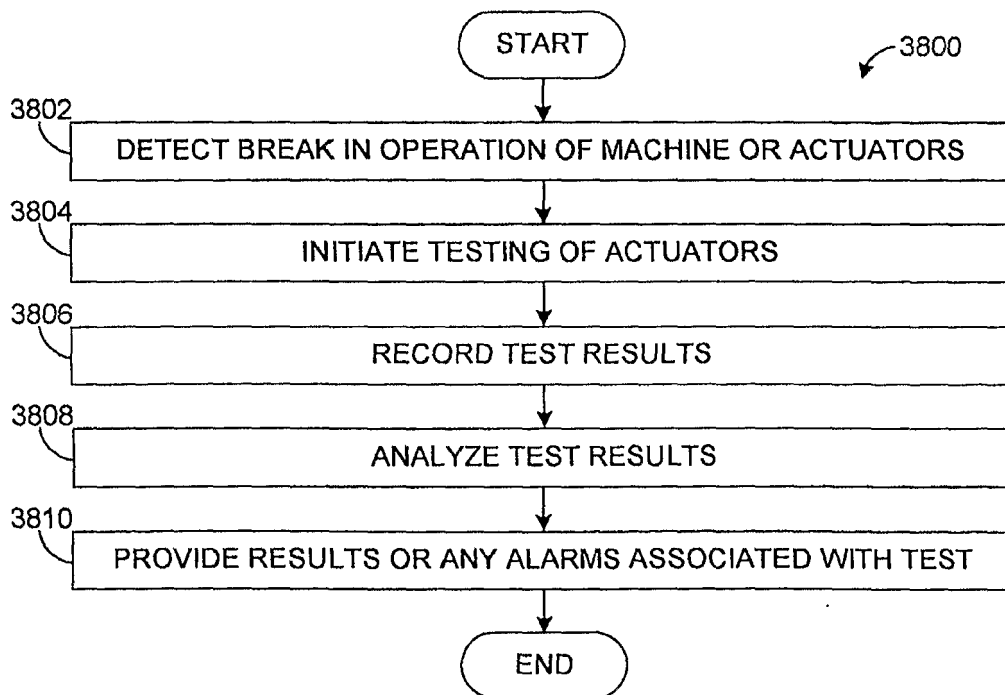 START
3800
3802
DETECT BREAK IN OPERATION OF MACHINE OR ACTUATORS
3804
INITIATE TESTING OF ACTUATORS
3806
RECORD TEST RESULTS
3808
ANALYZE TEST RESULTS
3810
PROVIDE RESULTS OR ANY ALARMS ASSOCIATED WITH TEST
END